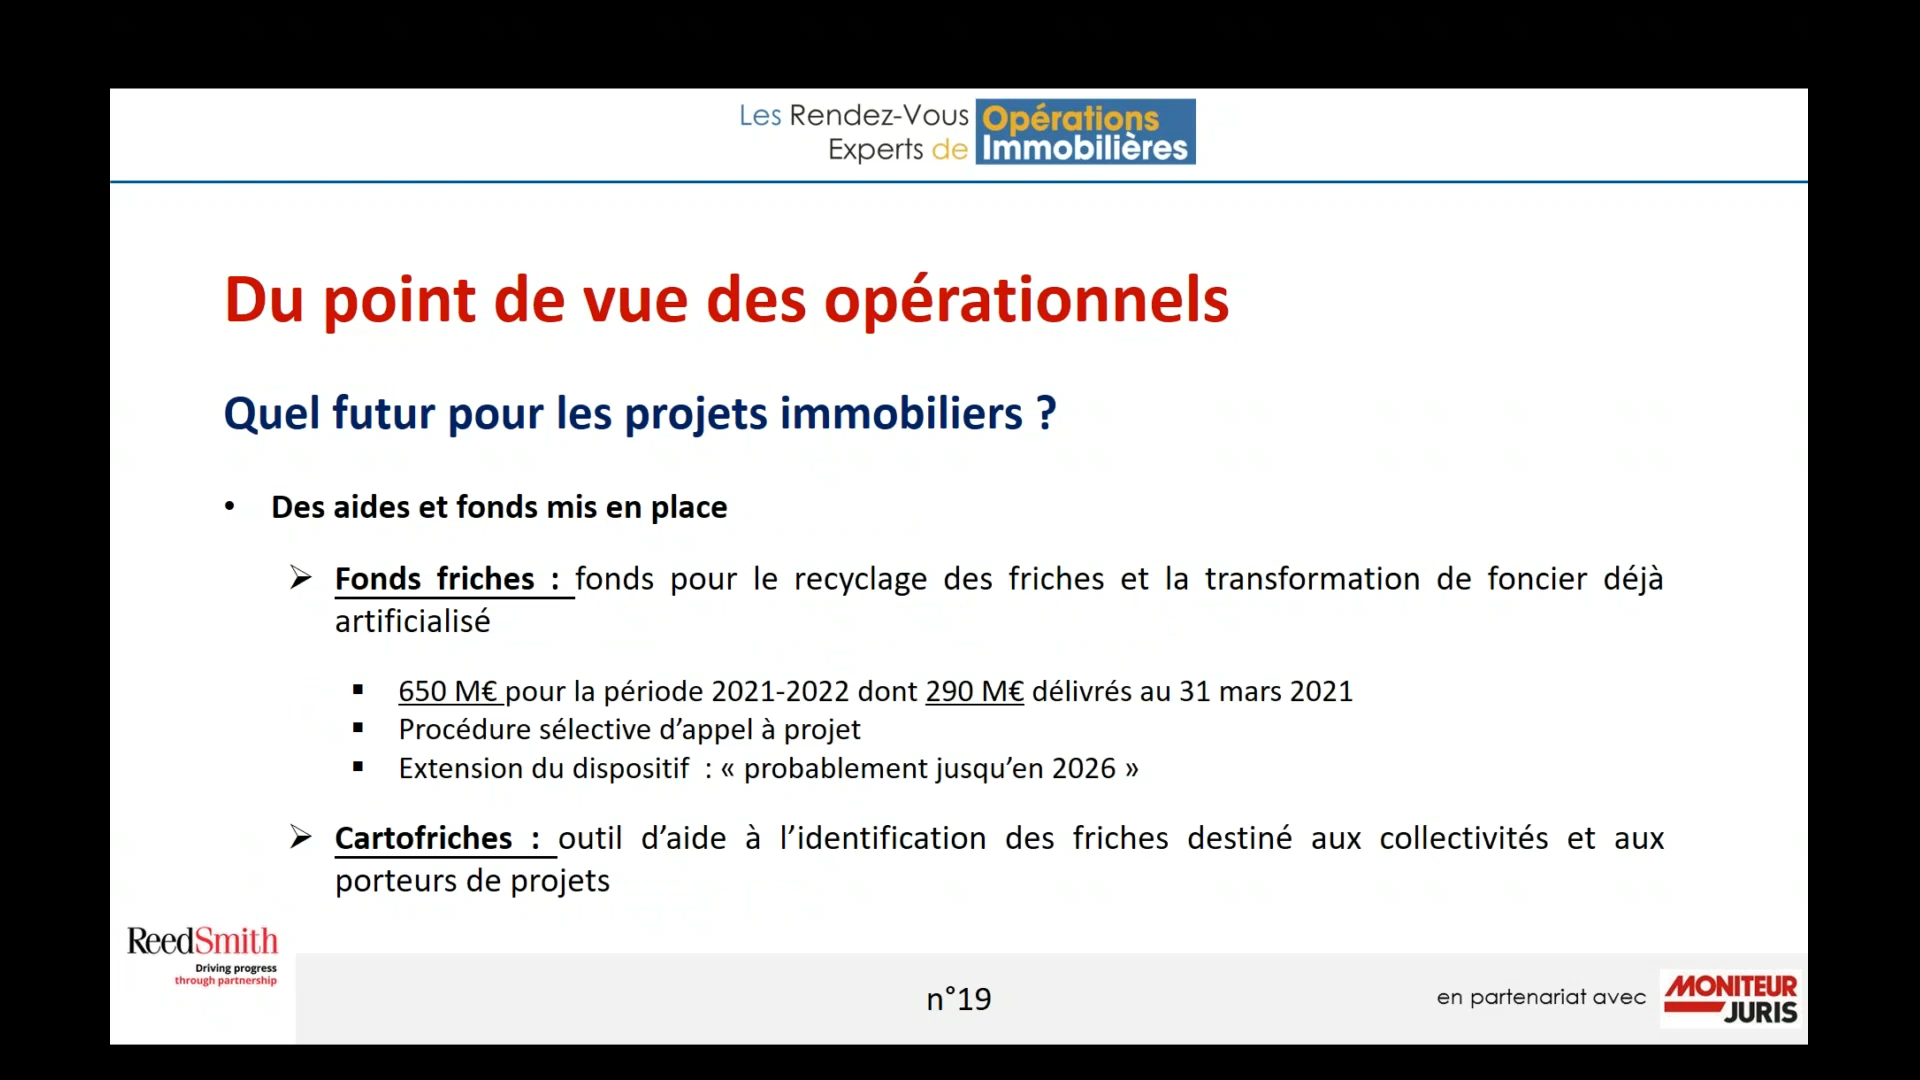 Les Rendez-Vous
Experts de
Opérations
Immobilières
Du point de vue des opérationnels
Quel futur pour les projets immobiliers ?
• Des aides et fonds mis en place
➢ Fonds friches : fonds pour le recyclage des friches et la transformation de foncier déjà
artificialisé
▪ 650 M€ pour la période 2021-2022 dont 290 M€ délivrés au 31 mars 2021
▪ Procédure sélective d’appel à projet
▪ Extension du dispositif  : « probablement jusqu’en 2026 »
➢ Cartofriches : outil d’aide à l’identification des friches destiné aux collectivités et aux
porteurs de projets
ReedSmith
Driving progress
through partnership
n°19
en partenariat avec
MONITEUR
JURIS